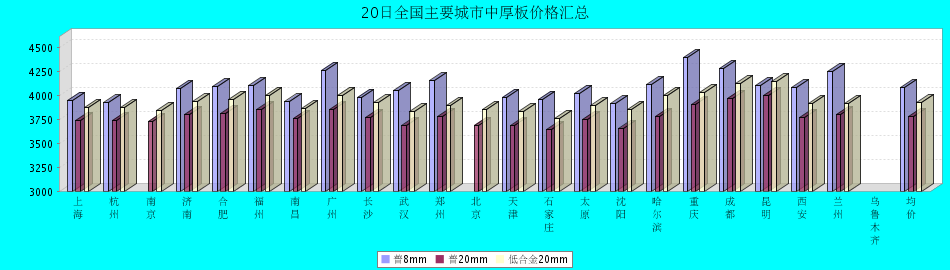 20日全国主要城市中厚板价格汇总
4500
4250
4000
3750
3500
3250
3000
上海
杭州
南京
济南
合肥
福州
南昌
广州
长沙
武汉
郑州
北京
天津
石家庄
太原
沈阳
哈尔滨
重庆
成都
昆明
西安
兰州
乌鲁木齐
均价
普8mm 普20mm 低合金20mm